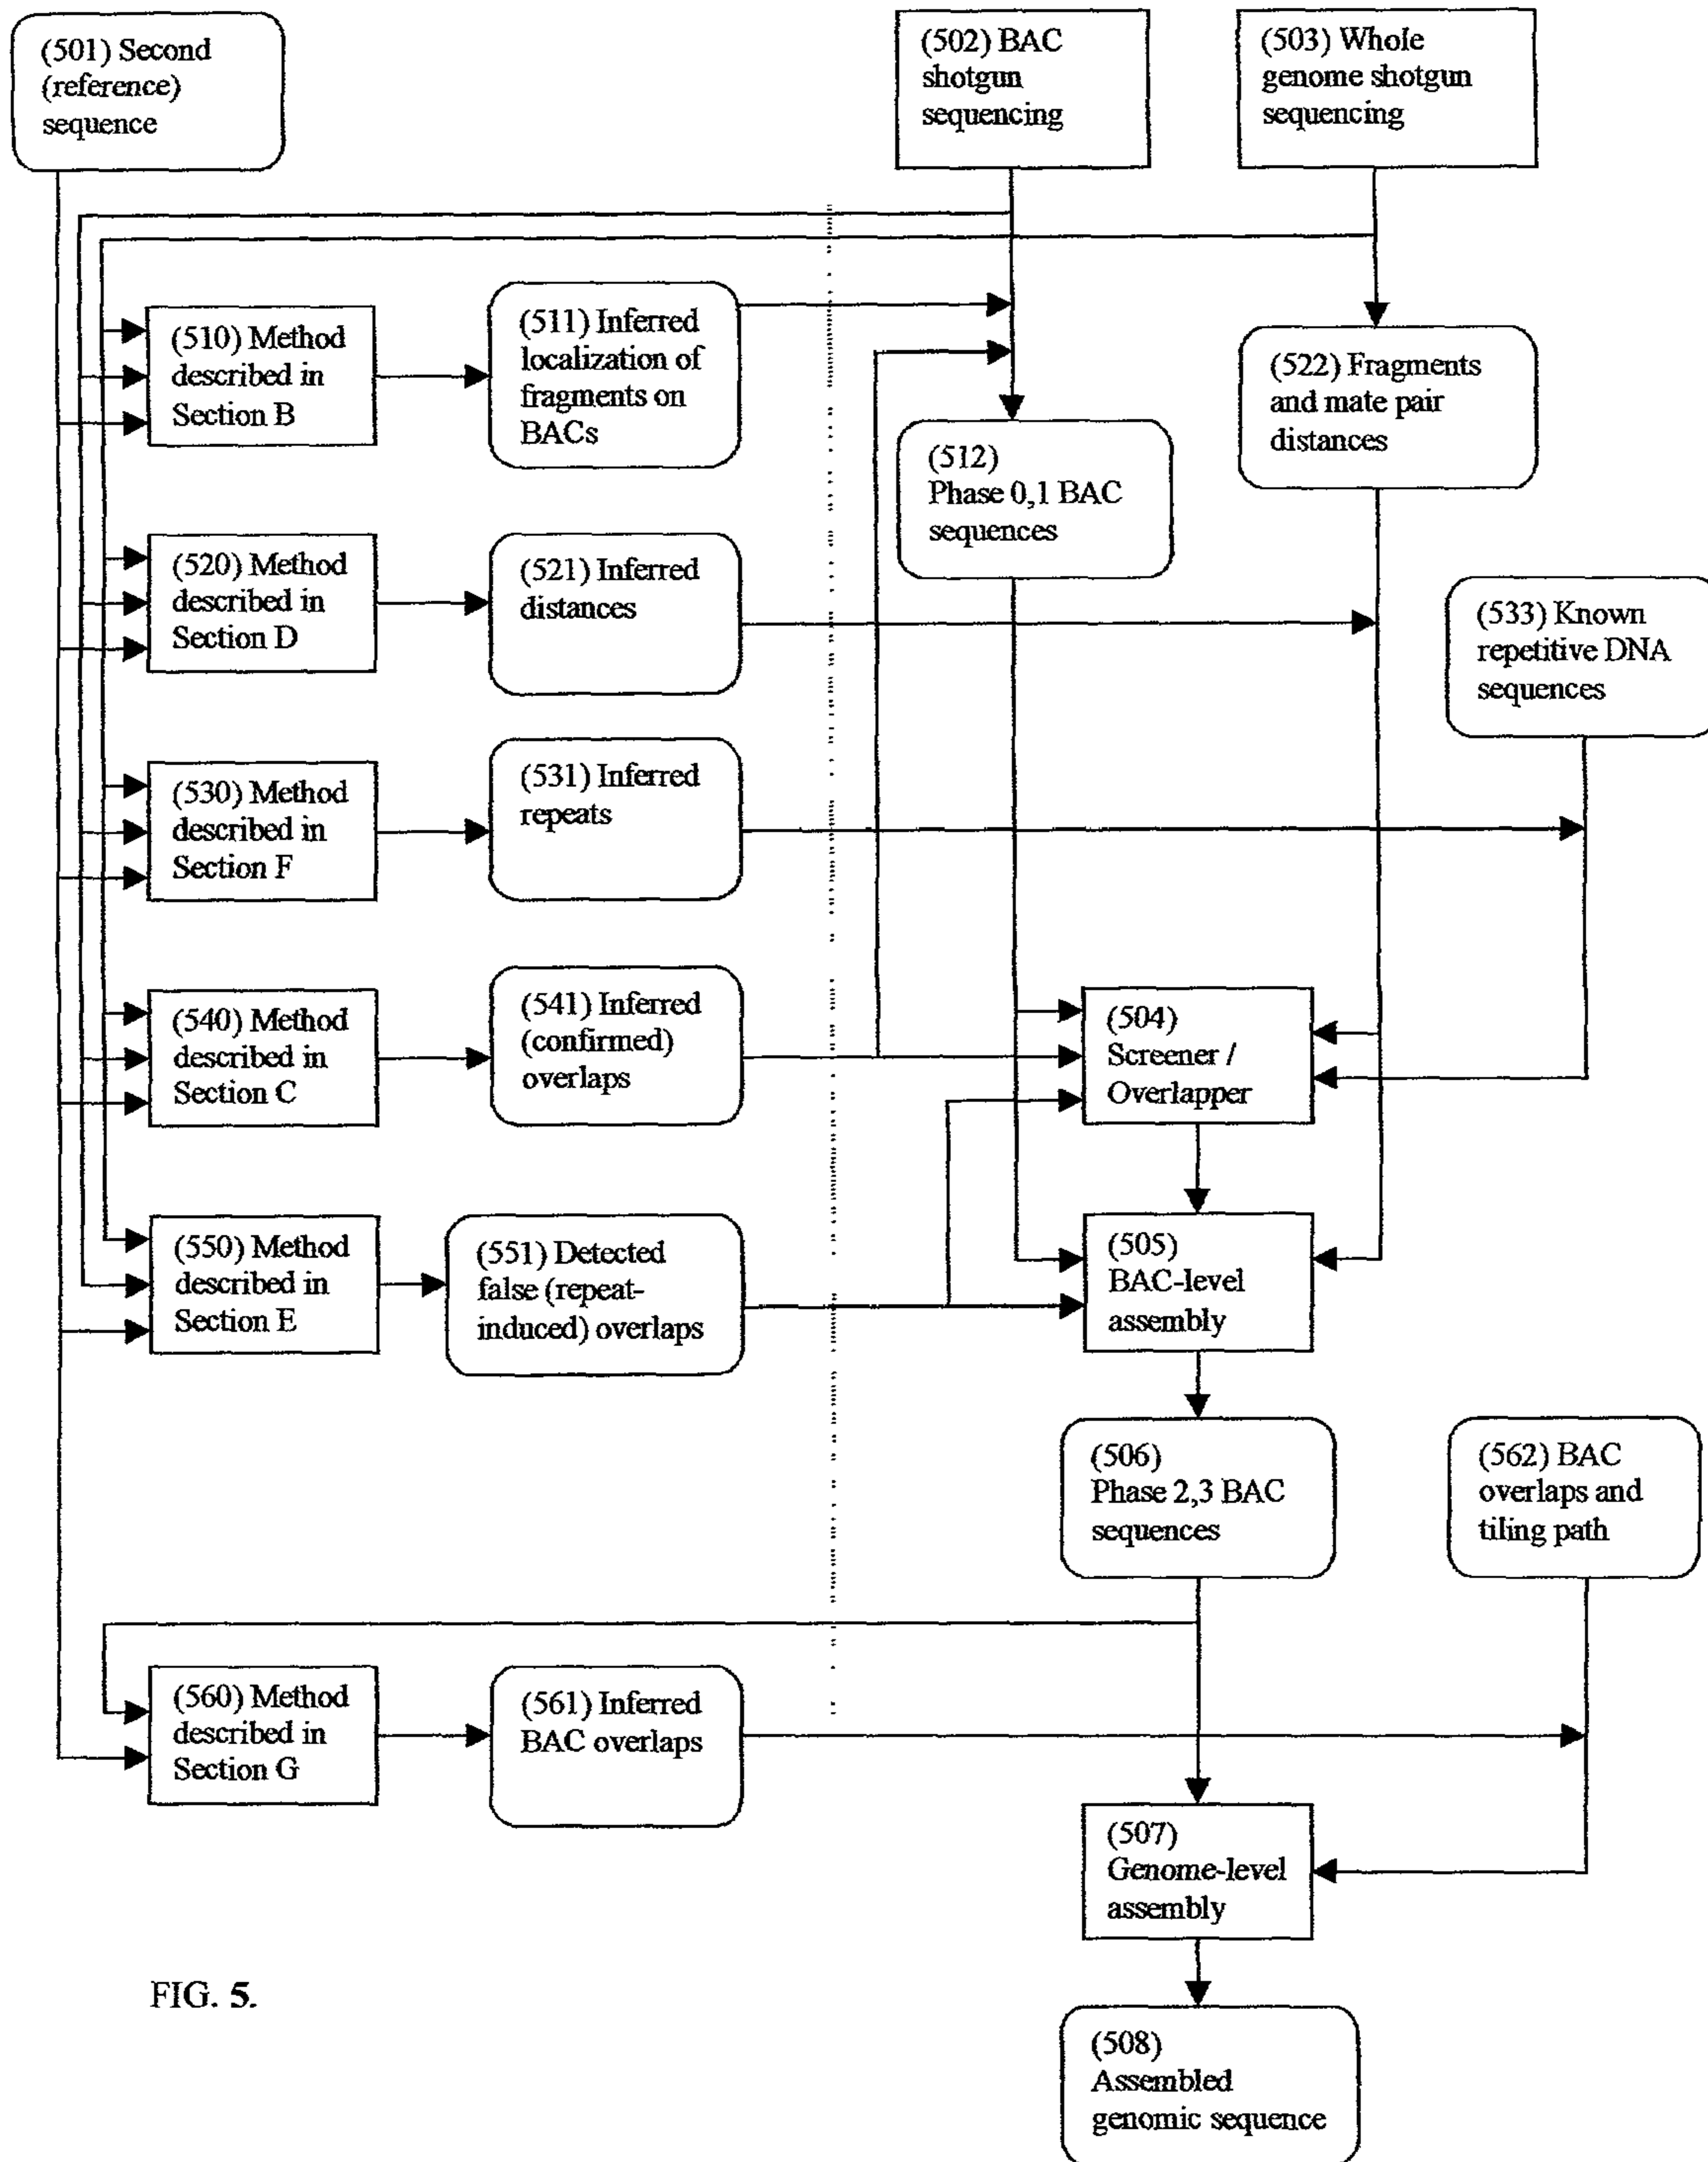 (501) Second
(reference)
sequence
(502) BAC
shotgun
sequencing
(503) Whole
genome shotgun
sequencing
(510) Method
described in
Section B
(511) Inferred
localization of
fragments on
BACs
(512)
Phase 0,1 BAC
sequences
(522) Fragments
and mate pair
distances
(520) Method
described in
Section D
(521) Inferred
distances
(533) Known
repetitive DNA
sequences
(530) Method
described in
Section F
(531) Inferred
repeats
(540) Method
described in
Section C
(541) Inferred
(confirmed)
overlaps
(504)
Screener /
Overlapper
(550) Method
described in
Section E
(551) Detected
false (repeat-
induced) overlaps
(505)
BAC-level
assembly
(506)
Phase 2,3 BAC
sequences
(562) BAC
overlaps and
tiling path
(560) Method
described in
Section G
(561) Inferred
BAC overlaps
(507)
Genome-level
assembly
(508)
Assembled
genomic sequence
FIG. 5.